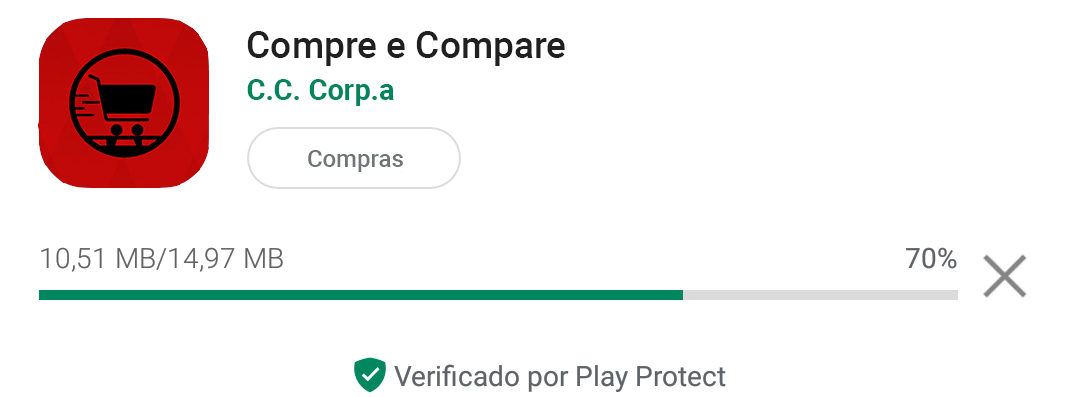 Compre e Compare
C.C. Corp.a
Compras
10,51 MB/14,97 MB 70%
Verificado por Play Protect